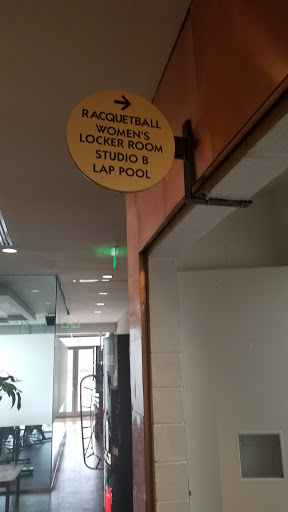 →
RACQUETBALL
WOMEN'S
LOCKER ROOM
STUDIO B
LAP POOL